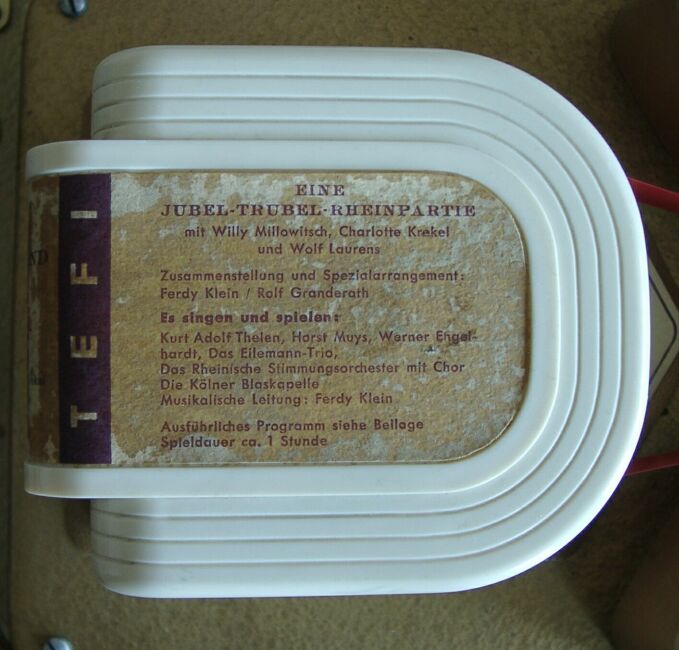 TEFI
EINE
JUBEL-TRUBEL-RHEINPARTIE
mit Willy Millowitsch, Charlotte Krekel
und Wolf Laurens
Zusammenstellung und Spezialarrangement:
Ferdy Klein / Rolf Granderath
Es singen und spielen:
Kurt Adolf Thelen, Horst Muys, Werner Engel-
hardt, Das Eilemann-Trio,
Das Rheinische Stimmungsorchester mit Chor
Die Kölner Blaskapelle
Musikalische Leitung: Ferdy Klein
Ausführliches Programm siehe Beilage
Spieldauer ca. 1 Stunde